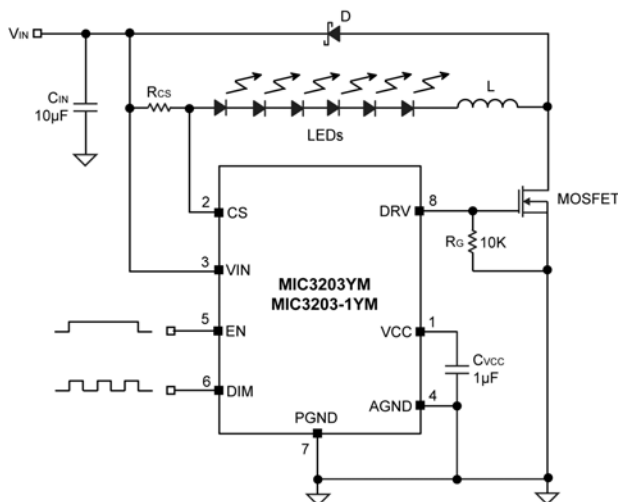 D
VIN
CIN
10µF
RCS
LEDs
L
MOSFET
2
CS
DRV
8
RG
10K
3
VIN
MIC3203YM
MIC3203-1YM
5
EN
VCC
1
CVCC
1µF
6
DIM
AGND
4
PGND
7